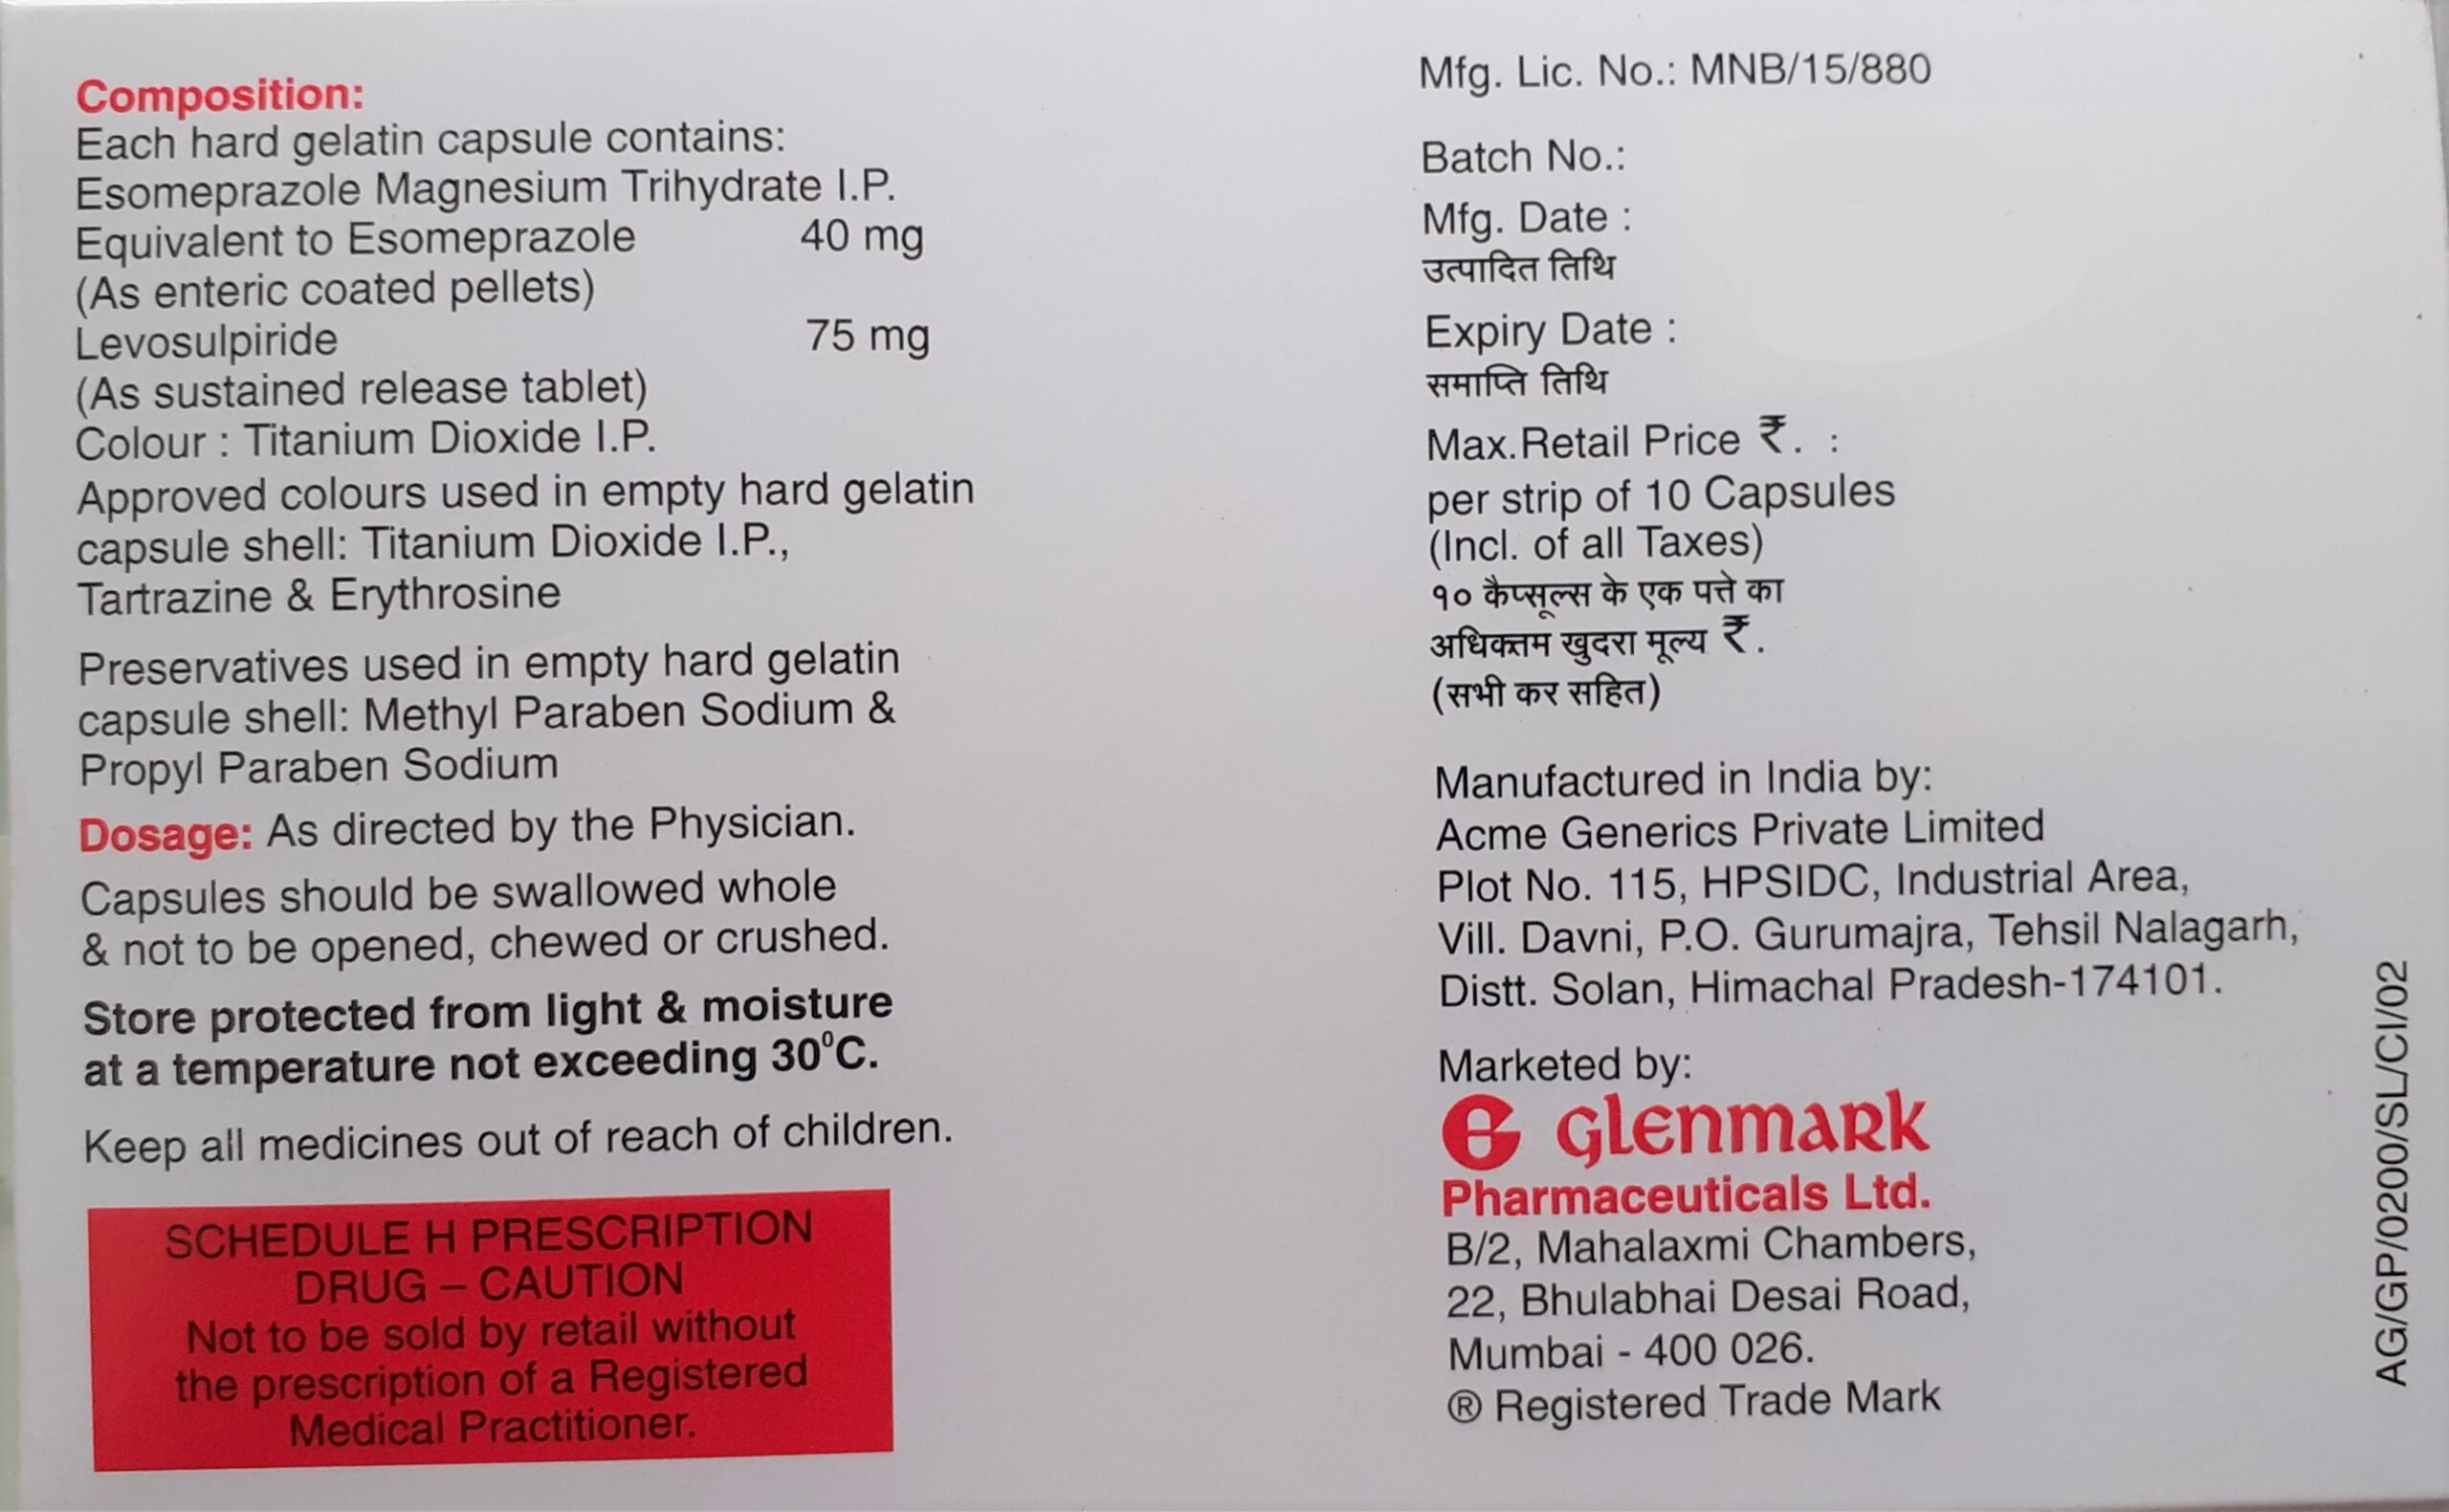 Composition:
Each hard gelatin capsule contains:
Esomeprazole Magnesium Trihydrate I.P.
Equivalent to Esomeprazole 40 mg
(As enteric coated pellets)
Levosulpiride 75 mg
(As sustained release tablet)
Colour : Titanium Dioxide I.P.
Approved colours used in empty hard gelatin
capsule shell: Titanium Dioxide I.P.,
Tartrazine & Erythrosine
Preservatives used in empty hard gelatin
capsule shell: Methyl Paraben Sodium &
Propyl Paraben Sodium
Dosage: As directed by the Physician.
Capsules should be swallowed whole
& not to be opened, chewed or crushed.
Store protected from light & moisture
at a temperature not exceeding 30⁰C.
Keep all medicines out of reach of children.
SCHEDULE H PRESCRIPTION
DRUG – CAUTION
Not to be sold by retail without
the prescription of a Registered
Medical Practitioner.
Mfg. Lic. No.: MNB/15/880
Batch No.:
Mfg. Date :
उत्पादित तिथि
Expiry Date :
समाप्ति तिथि
Max.Retail Price ₹. :
per strip of 10 Capsules
(Incl. of all Taxes)
१० कैप्सूल्स के एक पत्ते का
अधिक्तम खुदरा मूल्य ₹.
(सभी कर सहित)
Manufactured in India by:
Acme Generics Private Limited
Plot No. 115, HPSIDC, Industrial Area,
Vill. Davni, P.O. Gurumajra, Tehsil Nalagarh,
Distt. Solan, Himachal Pradesh-174101.
Marketed by:
glenmark
Pharmaceuticals Ltd.
B/2, Mahalaxmi Chambers,
22, Bhulabhai Desai Road,
Mumbai - 400 026.
® Registered Trade Mark
AG/GP/0200/SL/CI/02